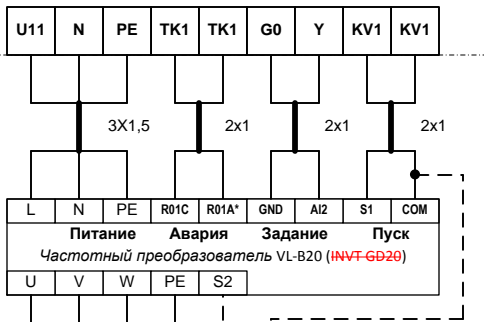 U11 N PE TK1 TK1 G0 Y KV1 KV1
3X1,5 2x1 2x1 2x1
L N PE R01C R01A* GND AI2 S1 COM
Питание Авария Задание Пуск
Частотный преобразователь VL-B20 (INVT GD20)
U V W PE S2